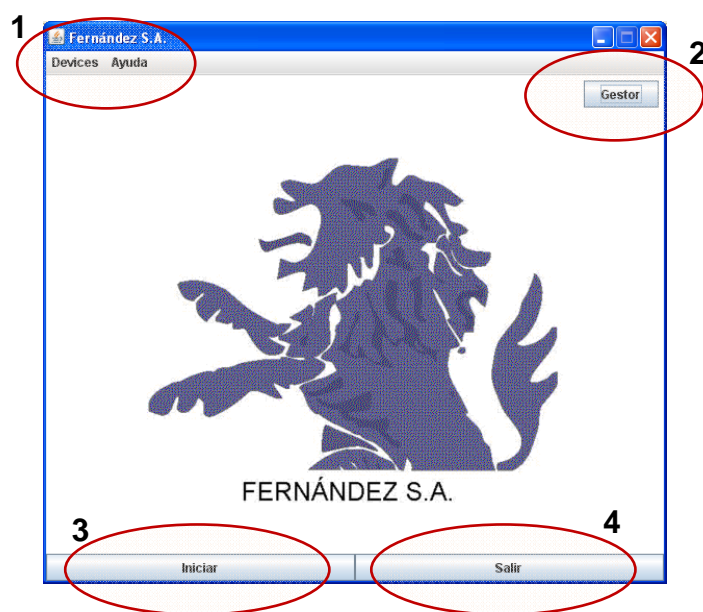 1
Fernández S.A.
2
Devices Ayuda
Gestor
FERNÁNDEZ S.A.
3
4
Iniciar
Salir